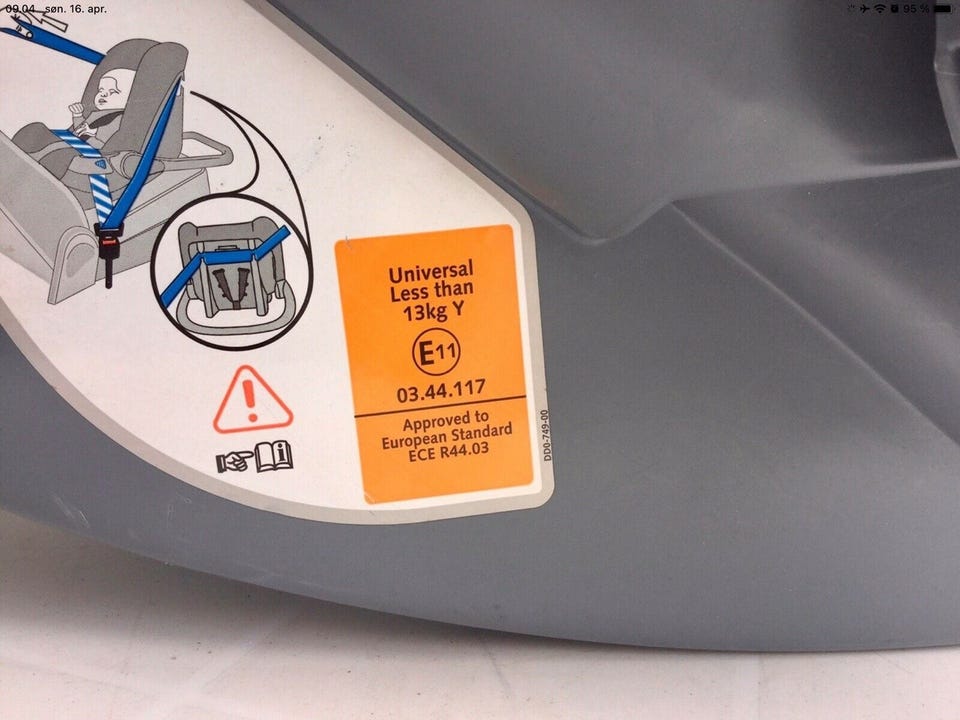 09.04 søn. 16. apr.
95 %
Universal
Less than
13kg Y
E11
03.44.117
Approved to
European Standard
ECE R44.03
DD0-749-00